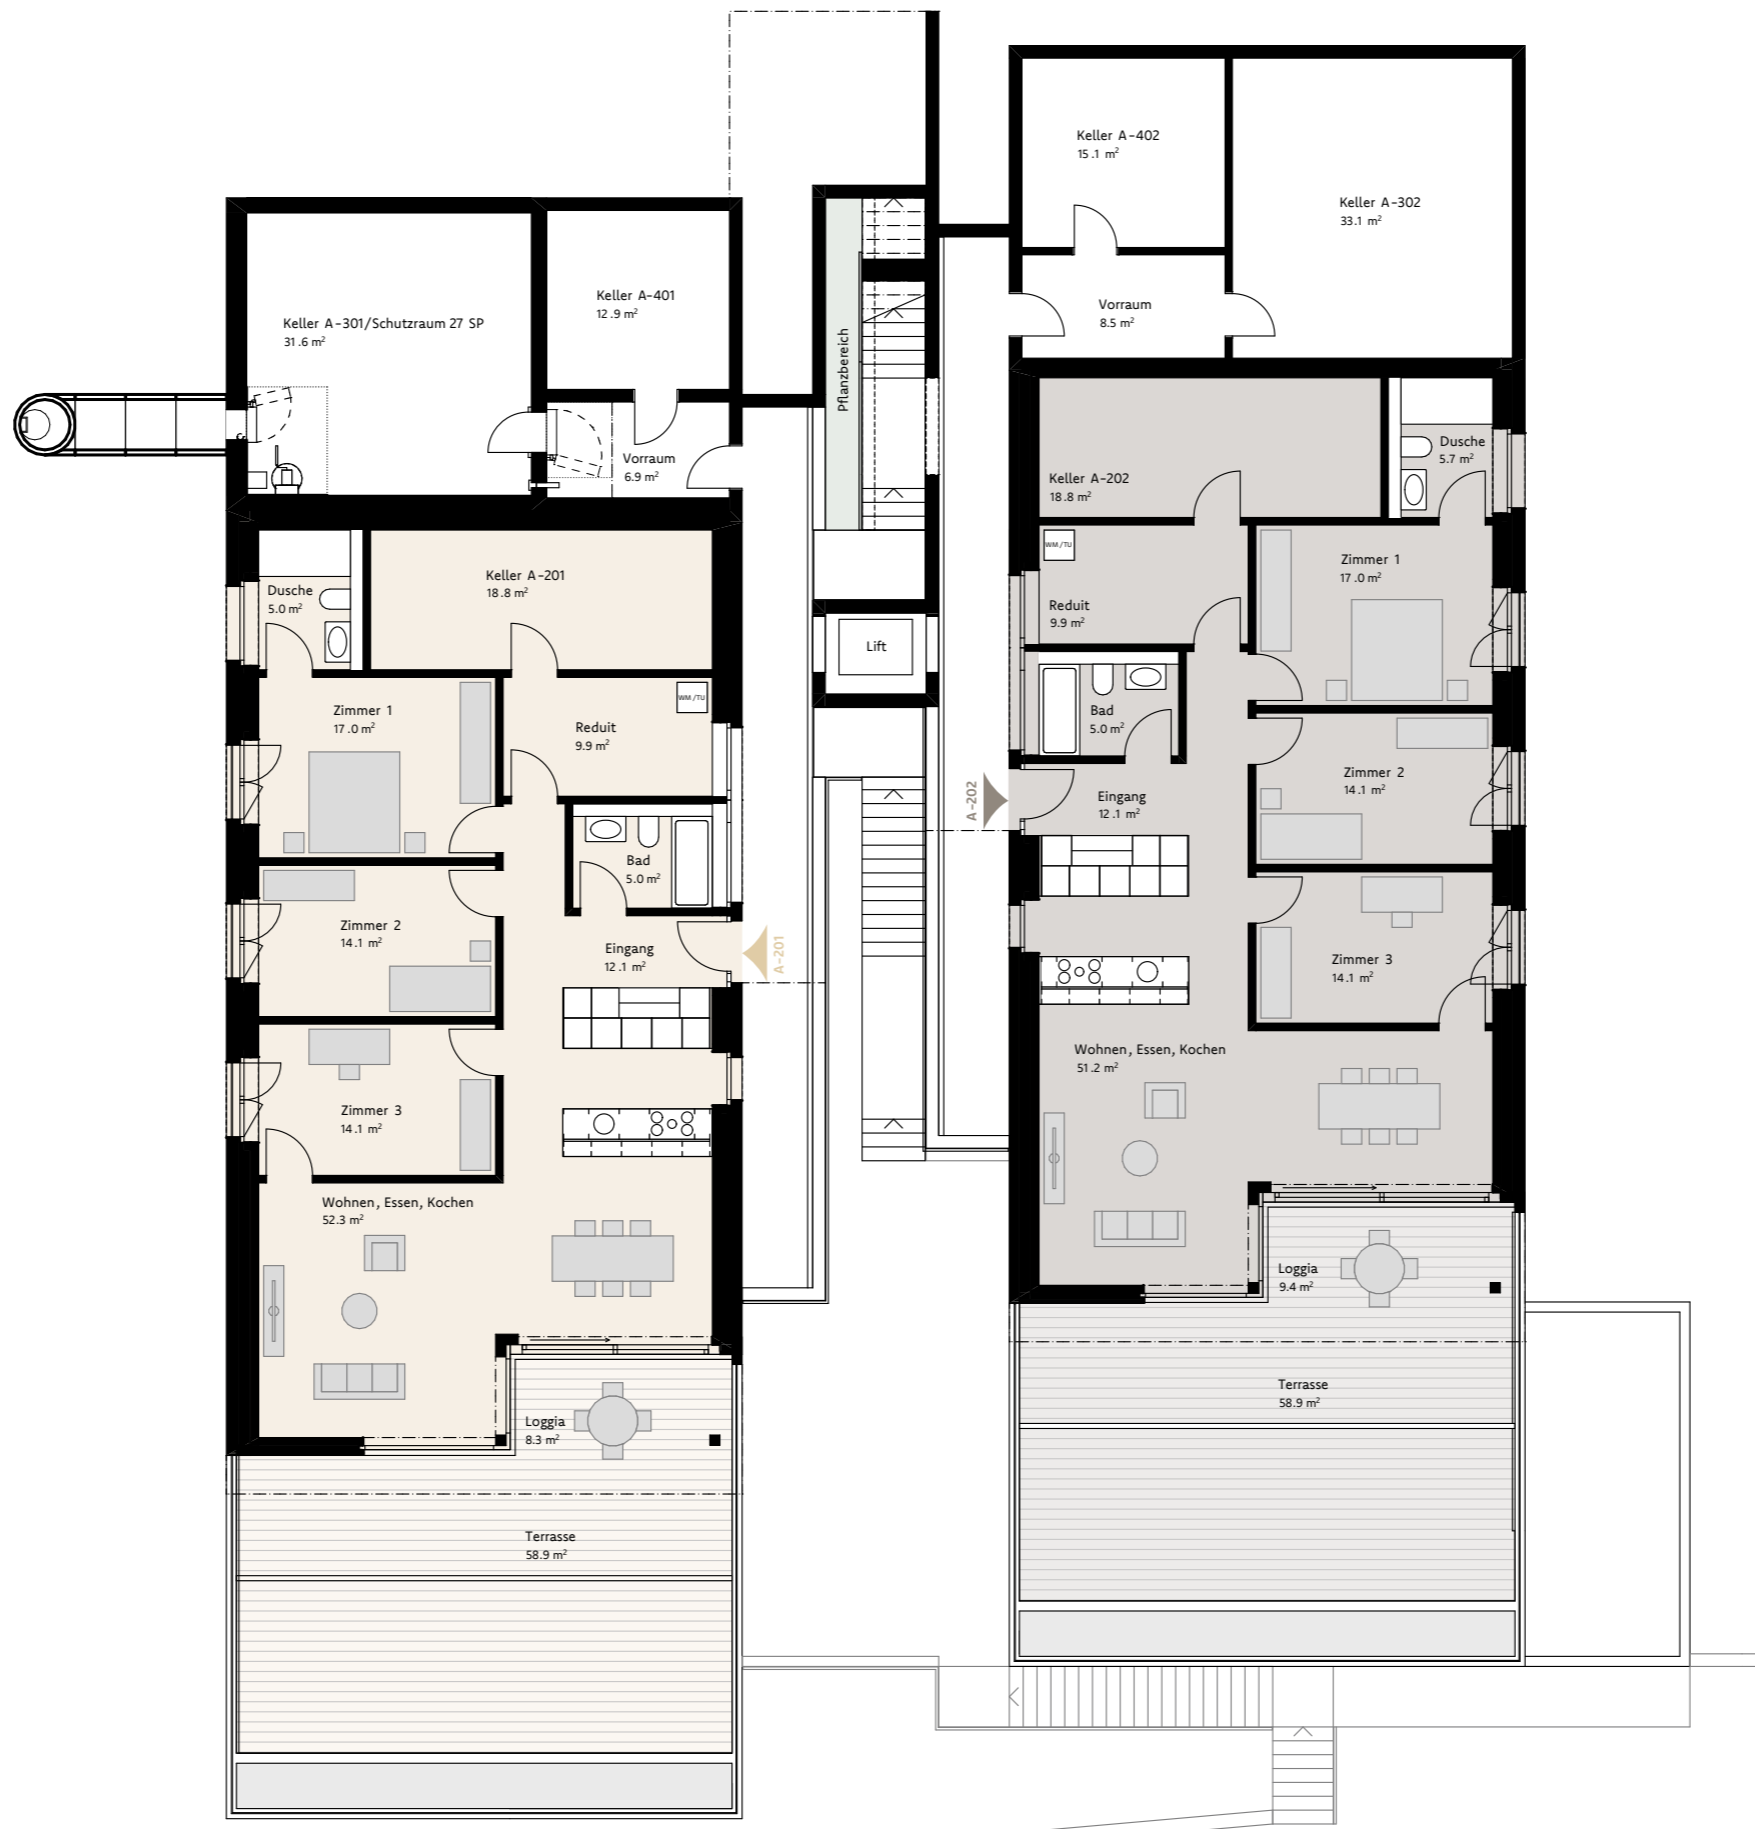 Keller A-402
15.1 m²
Keller A-302
33.1 m²
Vorraum
8.5 m²
Keller A-301/Schutzraum 27 SP
31.6 m²
Keller A-401
12.9 m²
Vorraum
6.9 m²
Pflanzbereich
Lift
Dusche
5.0 m²
Keller A-201
18.8 m²
Zimmer 1
17.0 m²
Reduit
9.9 m²
WM/TU
Bad
5.0 m²
Zimmer 2
14.1 m²
Eingang
12.1 m²
A-201
Zimmer 3
14.1 m²
Wohnen, Essen, Kochen
52.3 m²
Loggia
8.3 m²
Terrasse
58.9 m²
Keller A-202
18.8 m²
Dusche
5.7 m²
WM/TU
Reduit
9.9 m²
Zimmer 1
17.0 m²
Bad
5.0 m²
Zimmer 2
14.1 m²
A-202
Eingang
12.1 m²
Zimmer 3
14.1 m²
Wohnen, Essen, Kochen
51.2 m²
Loggia
9.4 m²
Terrasse
58.9 m²